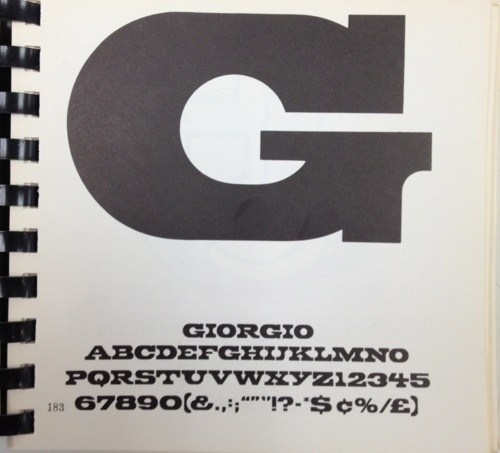 G
GIORGIO
ABCDEFGHIJKLMNO
PQRSTUVWXYZ12345
183 67890(&.,:;“”"!?-*$¢%/£)